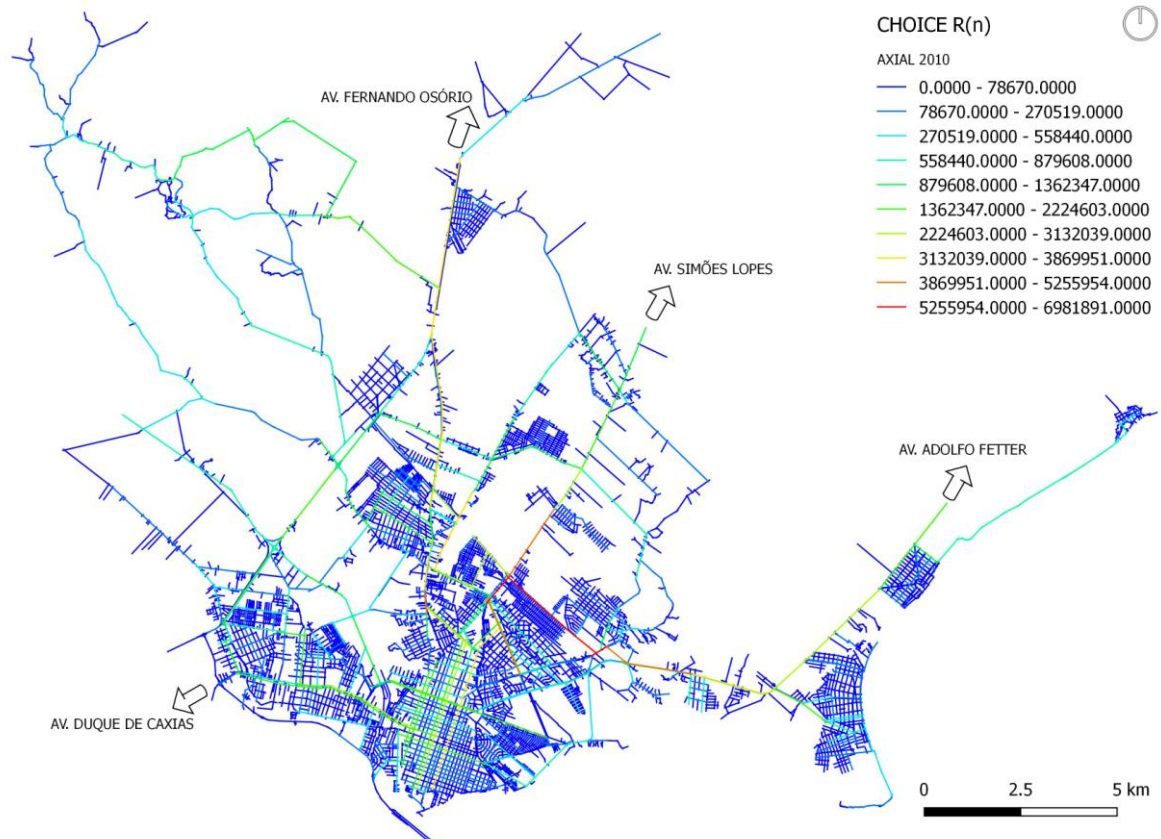 CHOICE R(n)
AXIAL 2010
0.0000 - 78670.0000
78670.0000 - 270519.0000
270519.0000 - 558440.0000
558440.0000 - 879608.0000
879608.0000 - 1362347.0000
1362347.0000 - 2224603.0000
2224603.0000 - 3132039.0000
3132039.0000 - 3869951.0000
3869951.0000 - 5255954.0000
5255954.0000 - 6981891.0000
AV. FERNANDO OSÓRIO
AV. SIMÕES LOPES
AV. ADOLFO FETTER
AV. DUQUE DE CAXIAS
0 2.5 5 km